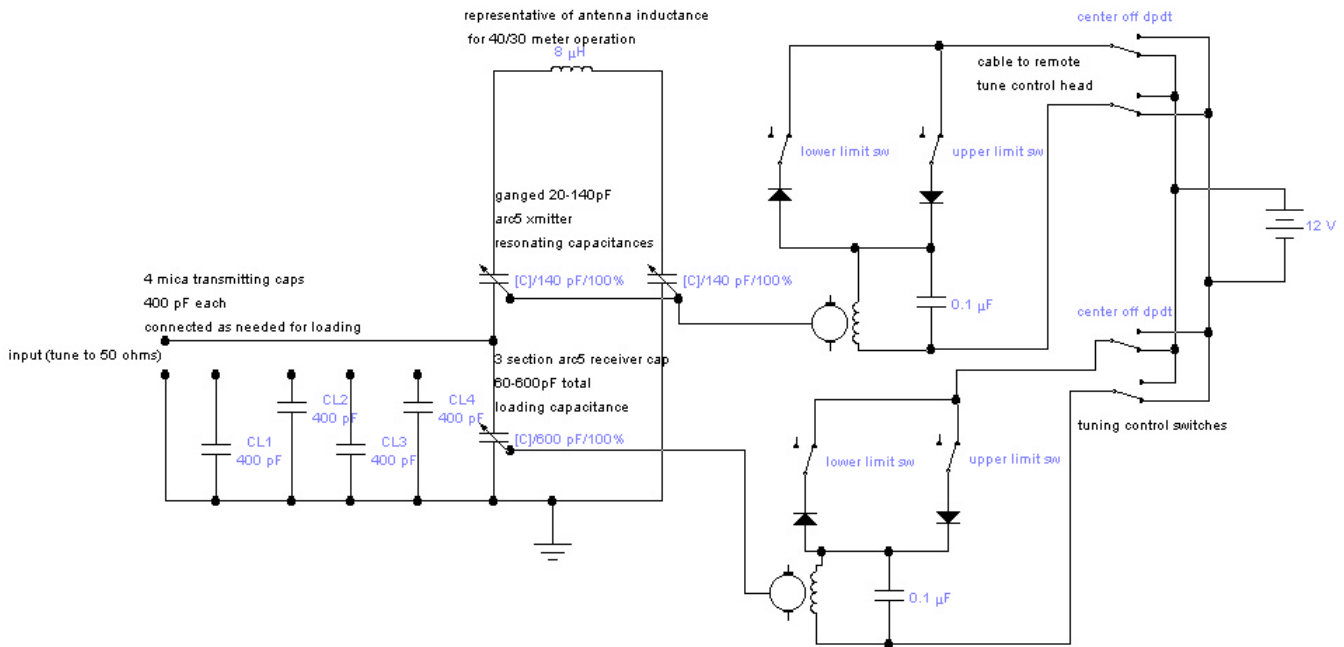 representative of antenna inductance
for 40/30 meter operation
8 µH
center off dpdt
cable to remote
tune control head
lower limit sw
upper limit sw
ganged 20-140pF
arc5 xmitter
resonating capacitances
[C]/140 pF/100%
[C]/140 pF/100%
12 V
4 mica transmitting caps
400 pF each
connected as needed for loading
0.1 µF
center off dpdt
input (tune to 50 ohms)
3 section arc5 receiver cap
60-600pF total
loading capacitance
CL2
400 pF
CL4
400 pF
[C]/600 pF/100%
CL1
400 pF
CL3
400 pF
tuning control switches
lower limit sw
upper limit sw
0.1 µF